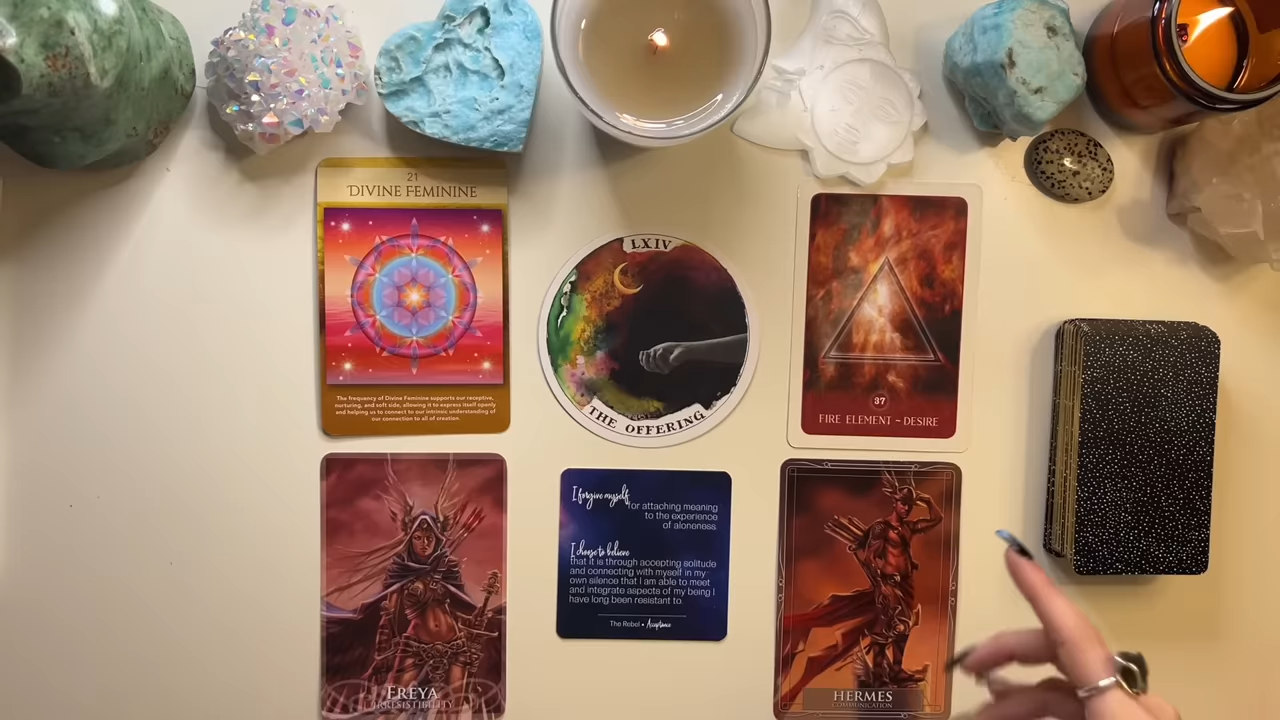 21
DIVINE FEMININE
The frequency of Divine Feminine supports our receptive,
nurturing, and soft side, allowing it to express itself openly
and helping us to connect to our intrinsic understanding of
our connection to all of creation.
LXIV
THE OFFERING
37
FIRE ELEMENT ~ DESIRE
FREYA
IRRESISTIBILITY
I forgive myself
for attaching meaning
to the experience
of aloneness.
I choose to believe
that it is through accepting solitude
and connecting with myself in my
own silence that I am able to meet
and integrate aspects of my being I
have long been resistant to.
The Rebel • Acceptance
HERMES
COMMUNICATION